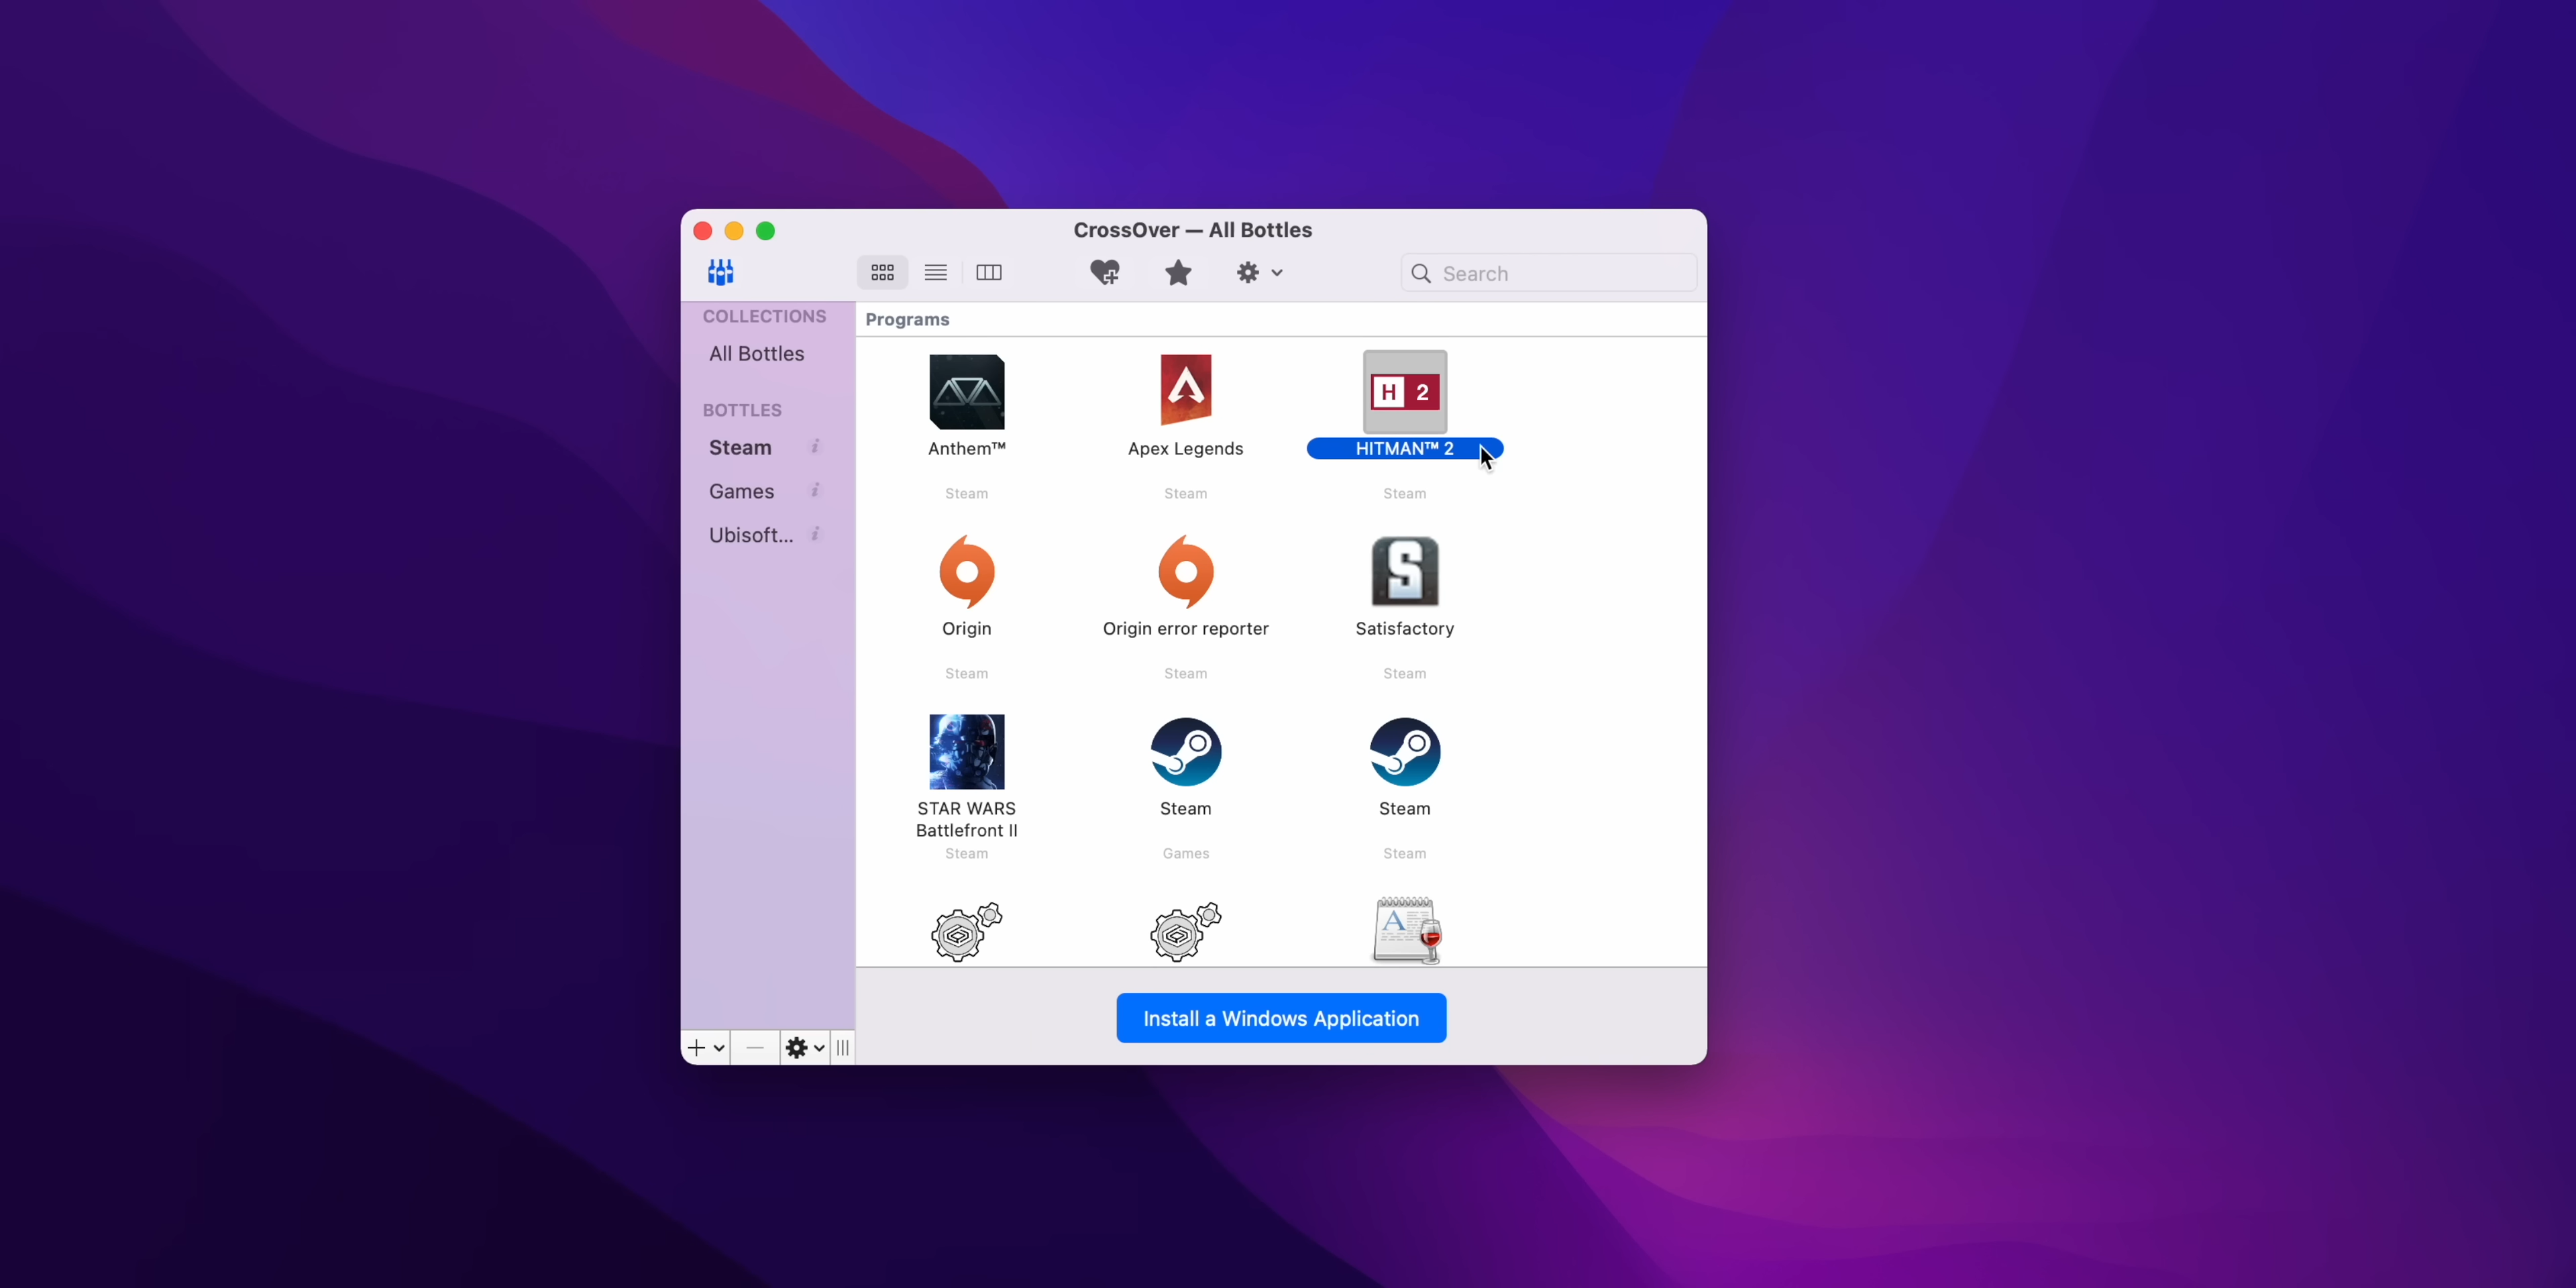 CrossOver — All Bottles
Search
COLLECTIONS
All Bottles
BOTTLES
Steam
Games
Ubisoft...
Programs
Anthem™
Apex Legends
H 2
HITMAN™ 2
Steam
Steam
Steam
Origin
Origin error reporter
S
Satisfactory
Steam
Steam
Steam
STAR WARS
Battlefront II
Steam
Steam
Steam
Games
Steam
A
Install a Windows Application